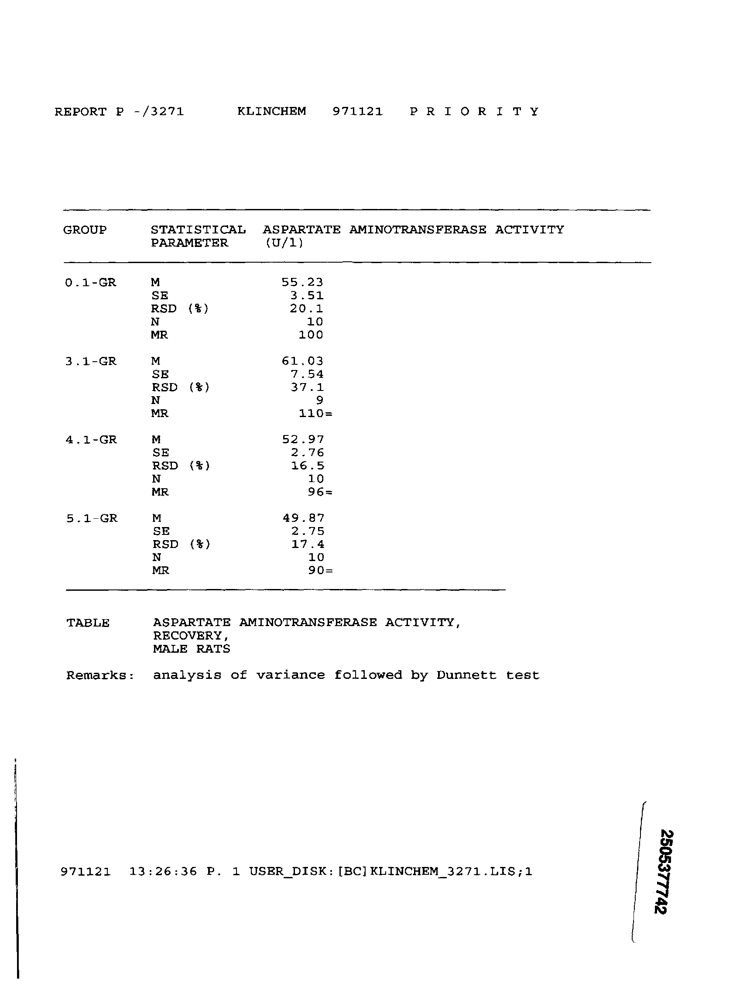 REPORT P -/3271 KLINCHEM 971121 P R I O R I T Y
GROUP STATISTICAL ASPARTATE AMINOTRANSFERASE ACTIVITY
PARAMETER (U/l)
0.1-GR M 55.23
SE 3.51
RSD (%) 20.1
N 10
MR 100
3.1-GR M 61.03
SE 7.54
RSD (%) 37.1
N 9
MR 110=
4.1-GR M 52.97
SE 2.76
RSD (%) 16.5
N 10
MR 96=
5.1-GR M 49.87
SE 2.75
RSD (%) 17.4
N 10
MR 90=
TABLE ASPARTATE AMINOTRANSFERASE ACTIVITY,
RECOVERY,
MALE RATS
Remarks: analysis of variance followed by Dunnett test
971121 13:26:36 P. 1 USER_DISK:[BC]KLINCHEM_3271.LIS;1
2505377742